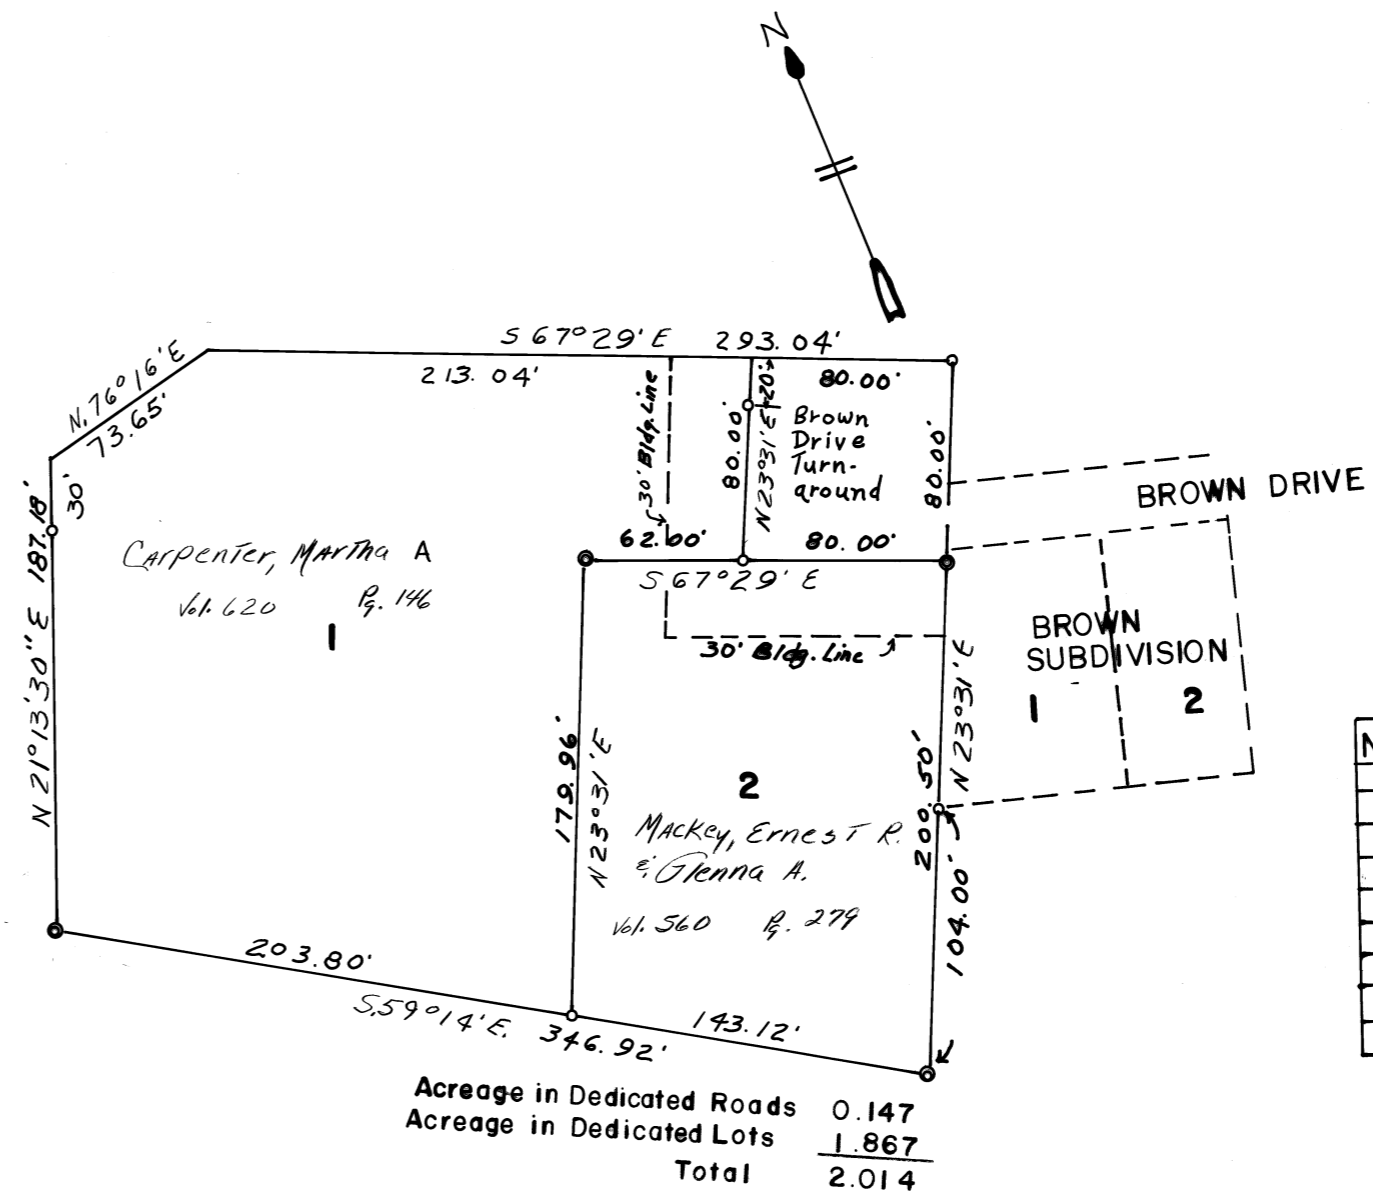 N
S 67°29' E 293.04'
213.04'
80.00'
N. 76°16' E
73.65'
30'
N 21°13'30" E 187.18'
30' Bldg. Line
80.00'
N 23°31' E
20'
Brown
Drive
Turn-
around
80.00'
BROWN DRIVE
62.00'
80.00'
S 67°29' E
Carpenter, Martha A
Vol. 620 Pg. 146
1
30' Bldg. Line
BROWN
SUBDIVISION
1
2
N 23°31' E
200.50'
104.00'
179.96'
N 23°31' E
2
Mackey, Ernest R.
& Glenna A.
Vol. 560 Pg. 279
203.80'
S. 59°14' E. 346.92'
143.12'
Acreage in Dedicated Roads 0.147
Acreage in Dedicated Lots 1.867
Total 2.014